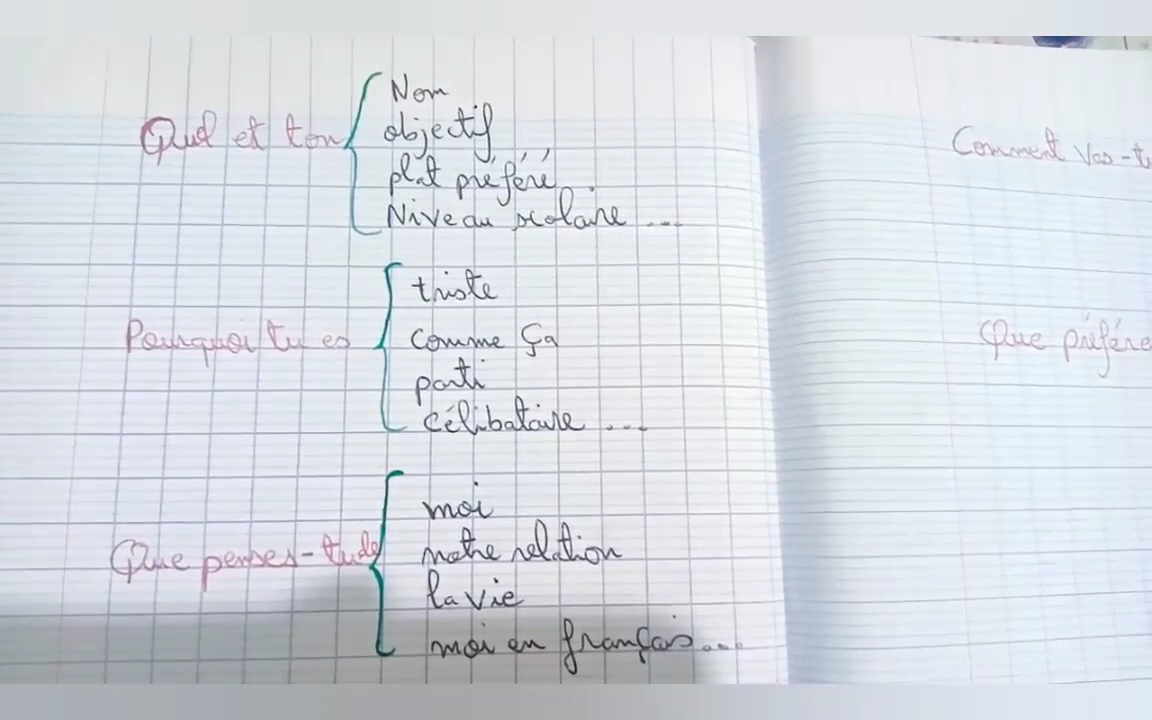 Quel et ton
Nom
objectif
plat préféré
Niveau scolaire ...
Pourquoi tu es
triste
comme ça
parti
célibataire ...
Que penses-tu de
moi
notre relation
la vie
moi en français...
Comment vas-tu
Que préfère